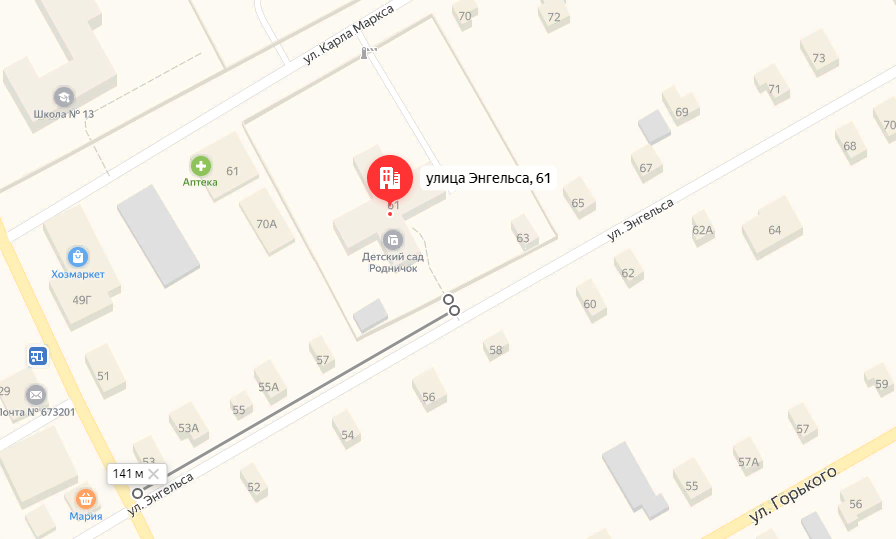 70
72
ул. Карла Маркса
73
71
Школа № 13
69
70
68
61
Аптека
67
улица Энгельса, 61
61
65
70А
ул. Энгельса
63
62А
64
Детский сад
Родничок
Хозмаркет
49Г
62
60
57
58
51
55А
29
Почта № 673201
55
56
59
53А
54
57
53
57А
141 м
52
55
ул. Энгельса
ул. Горького
56
Мария